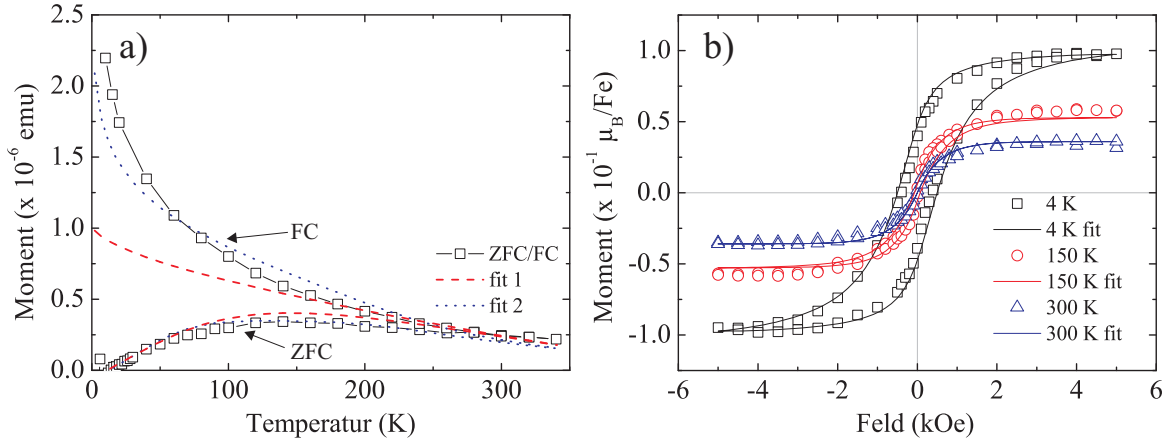 a)
2.5
2.0
1.5
1.0
0.5
0.0
0
100
200
300
Moment (x 10⁻⁶ emu)
Temperatur (K)
FC
ZFC
ZFC/FC
fit 1
fit 2
b)
1.0
0.5
0.0
-0.5
-1.0
-6
-4
-2
0
2
4
6
Moment (x 10⁻¹ μ_B/Fe)
Feld (kOe)
4 K
4 K fit
150 K
150 K fit
300 K
300 K fit